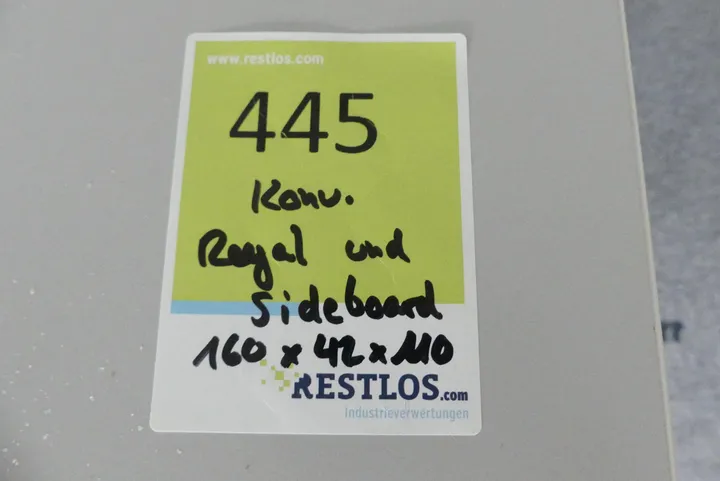 www.restlos.com
445
Konv.
Regal und
Sideboard
160 x 42 x 110
RESTLOS.com
Industrieverwertungen